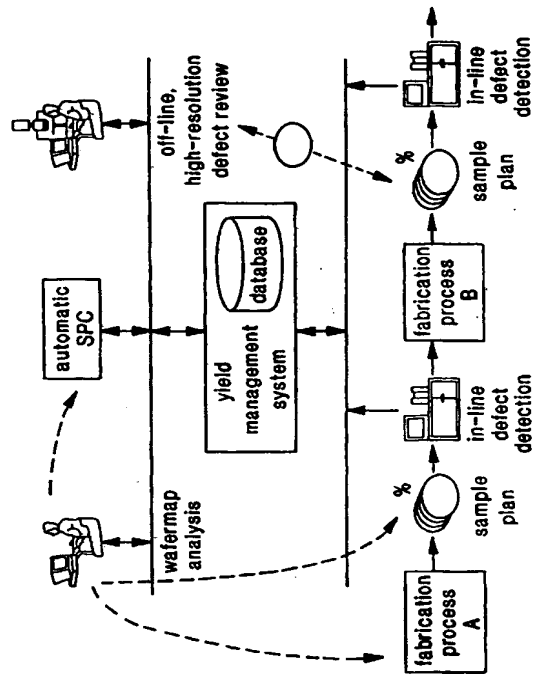 automatic
SPC
wafermap
analysis
off-line,
high-resolution
defect review
yield
management
system
database
fabrication
process
A
%
sample
plan
in-line
defect
detection
fabrication
process
B
%
sample
plan
in-line
defect
detection